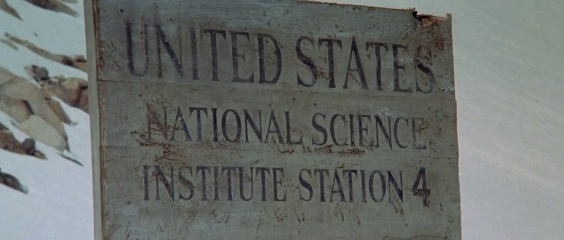 UNITED STATES
NATIONAL SCIENCE
INSTITUTE STATION 4